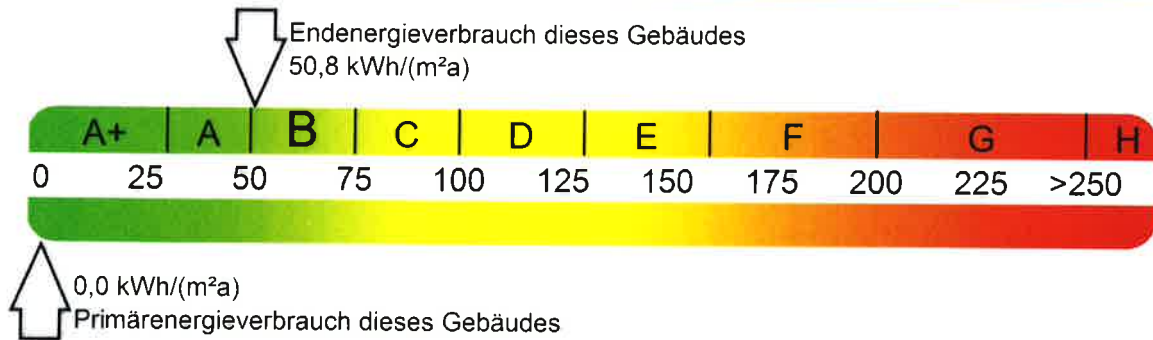 Endenergieverbrauch dieses Gebäudes
50,8 kWh/(m²a)
A+ A B C D E F G H
0 25 50 75 100 125 150 175 200 225 >250
0,0 kWh/(m²a)
Primärenergieverbrauch dieses Gebäudes